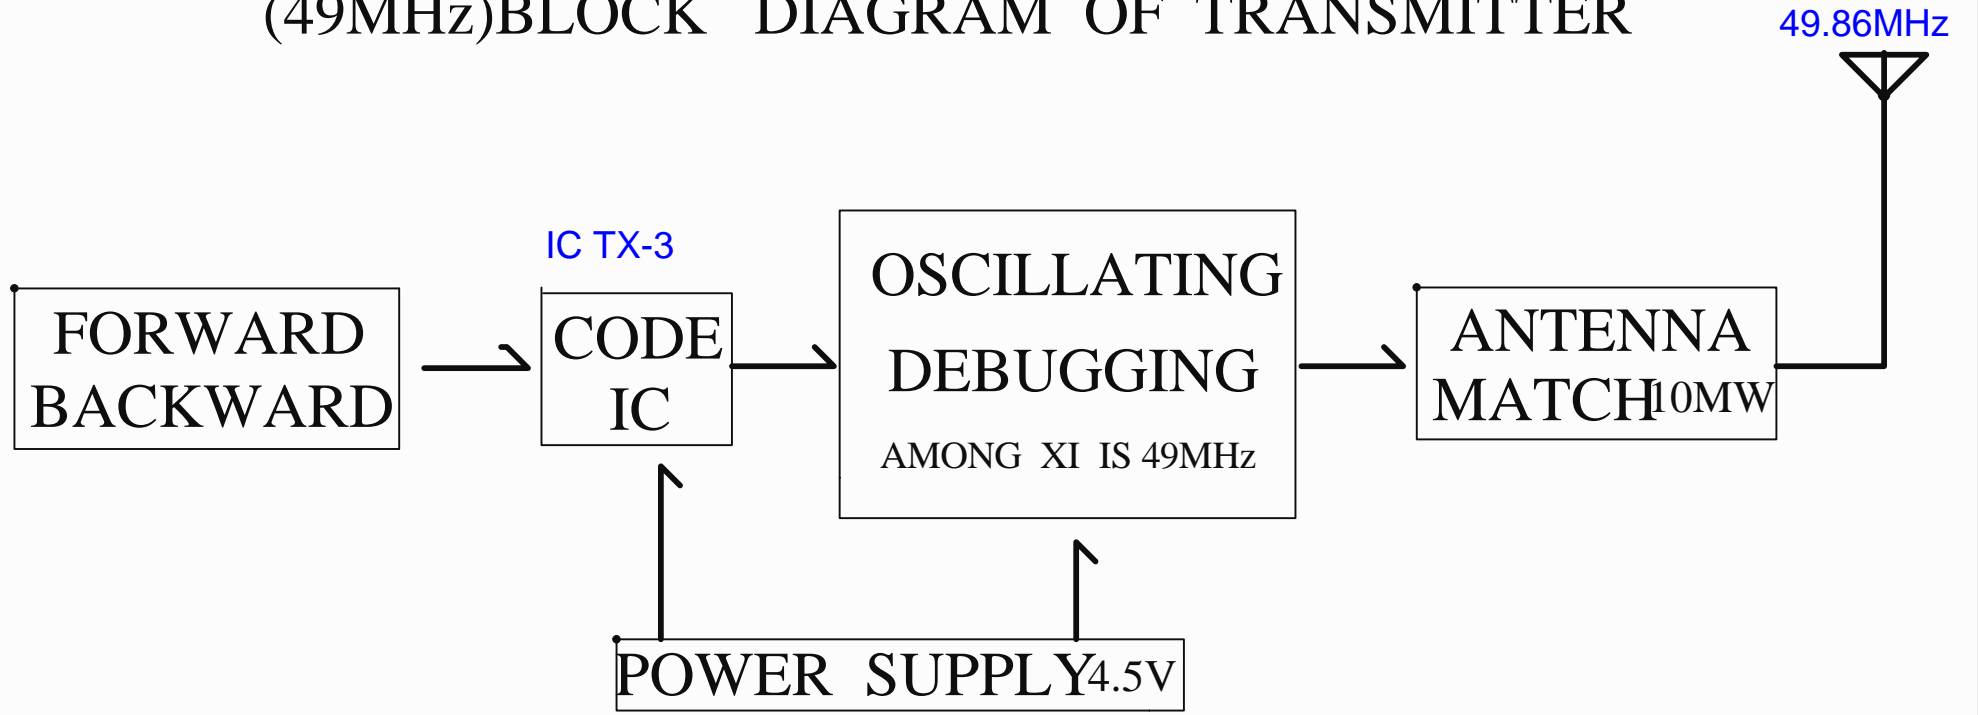 (49MHz)BLOCK DIAGRAM OF TRANSMITTER
49.86MHz
IC TX-3
FORWARD
BACKWARD
CODE
IC
OSCILLATING
DEBUGGING
AMONG XI IS 49MHz
ANTENNA
MATCH10MW
POWER SUPPLY4.5V